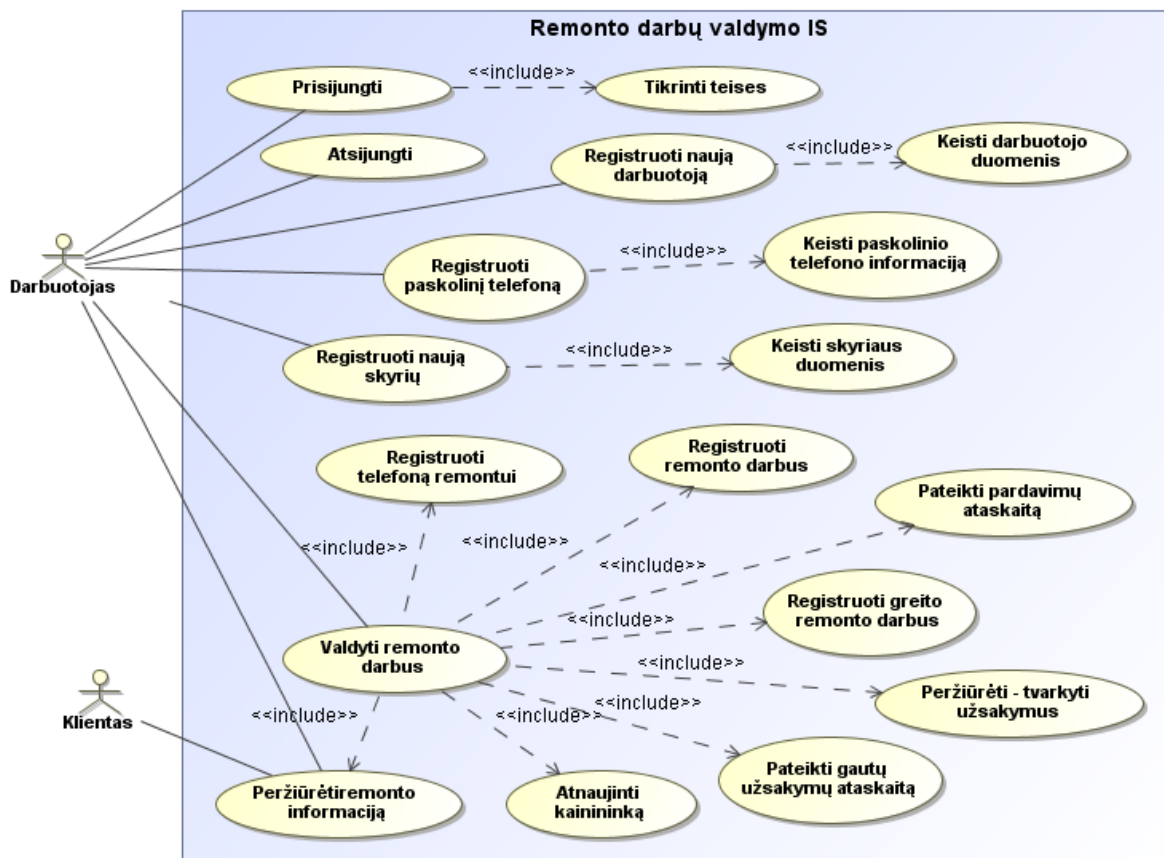 Remonto darbų valdymo IS
Prisijungti
<<include>>
Tikrinti teises
Atsijungti
Registruoti naują
darbuotoją
<<include>>
Keisti darbuotojo
duomenis
Darbuotojas
Registruoti
paskolinį telefoną
<<include>>
Keisti paskolinio
telefono informaciją
Registruoti naują
skyrių
<<include>>
Keisti skyriaus
duomenis
Registruoti
telefoną remontui
Registruoti
remonto darbus
Pateikti pardavimų
ataskaitą
<<include>>
<<include>>
<<include>>
Registruoti greito
remonto darbus
<<include>>
Valdyti remonto
darbus
<<include>>
Peržiūrėti - tvarkyti
užsakymus
Klientas
<<include>>
<<include>>
<<include>>
Peržiūrėtiremonto
informaciją
Atnaujinti
kainininką
Pateikti gautų
užsakymų ataskaitą